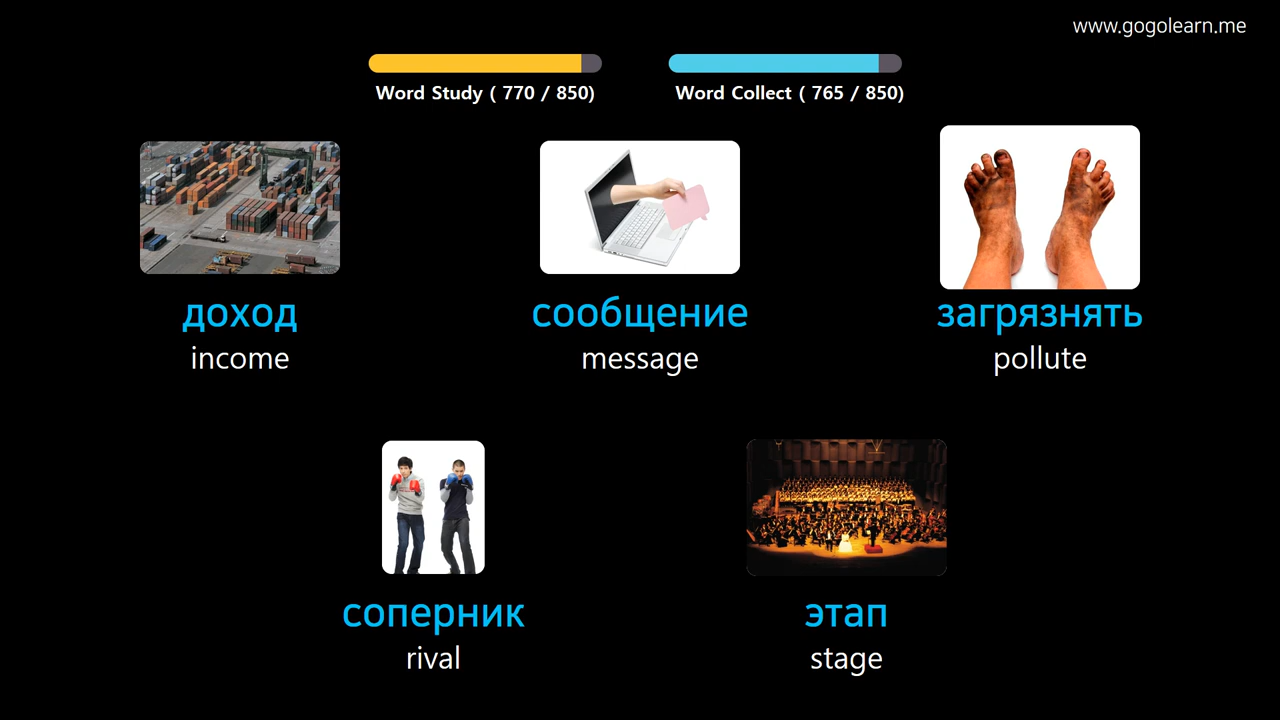 www.gogolearn.me
Word Study ( 770 / 850)
Word Collect ( 765 / 850)
доход
income
сообщение
message
загрязнять
pollute
соперник
rival
этап
stage